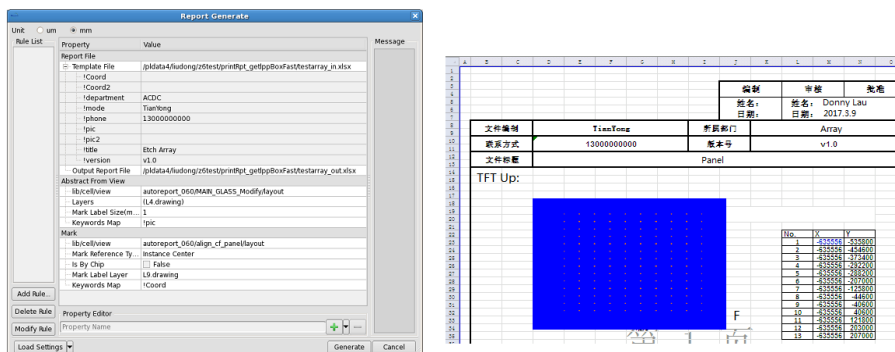 Report Generate
Unit um mm
Rule List
Property Value
Message
Report File
Template File /pldata4/liudong/z6test/printRpt_getIppBoxFast/testarray_in.xlsx
!Coord
!Coord2
!department ACDC
!mode TianYong
!phone 13000000000
!pic
!pic2
!title Etch Array
!version v1.0
Output Report File /pldata4/liudong/z6test/printRpt_getIppBoxFast/testarray_out.xlsx
Abstract From View
lib/cell/view autoreport_060/MAIN_GLASS_Modify/layout
Layers (L4.drawing)
Mark Label Size(m... 1
Keywords Map !pic
Mark
lib/cell/view autoreport_060/align_cf_panel/layout
Mark Reference Ty... Instance Center
Is By Chip False
Mark Label Layer L9.drawing
Keywords Map !Coord
Add Rule...
Delete Rule
Modify Rule
Property Editor
Property Name
Load Settings
Generate Cancel
编制 审核 批准
姓名: 姓名: Donny Lau
日期: 日期: 2017.3.9
文件编制 TianYong 所属部门 Array
联系方式 13000000000 版本号 v1.0
文件标题 Panel
TFT Up:
No. X Y
1 -635556 -535800
2 -635556 -454600
3 -635556 -373400
4 -635556 -292200
5 -635556 -288200
6 -635556 -207000
7 -635556 -125800
8 -635556 -44600
9 -635556 -40600
10 -635556 40600
11 -635556 121800
12 -635556 203000
13 -635556 207000
F